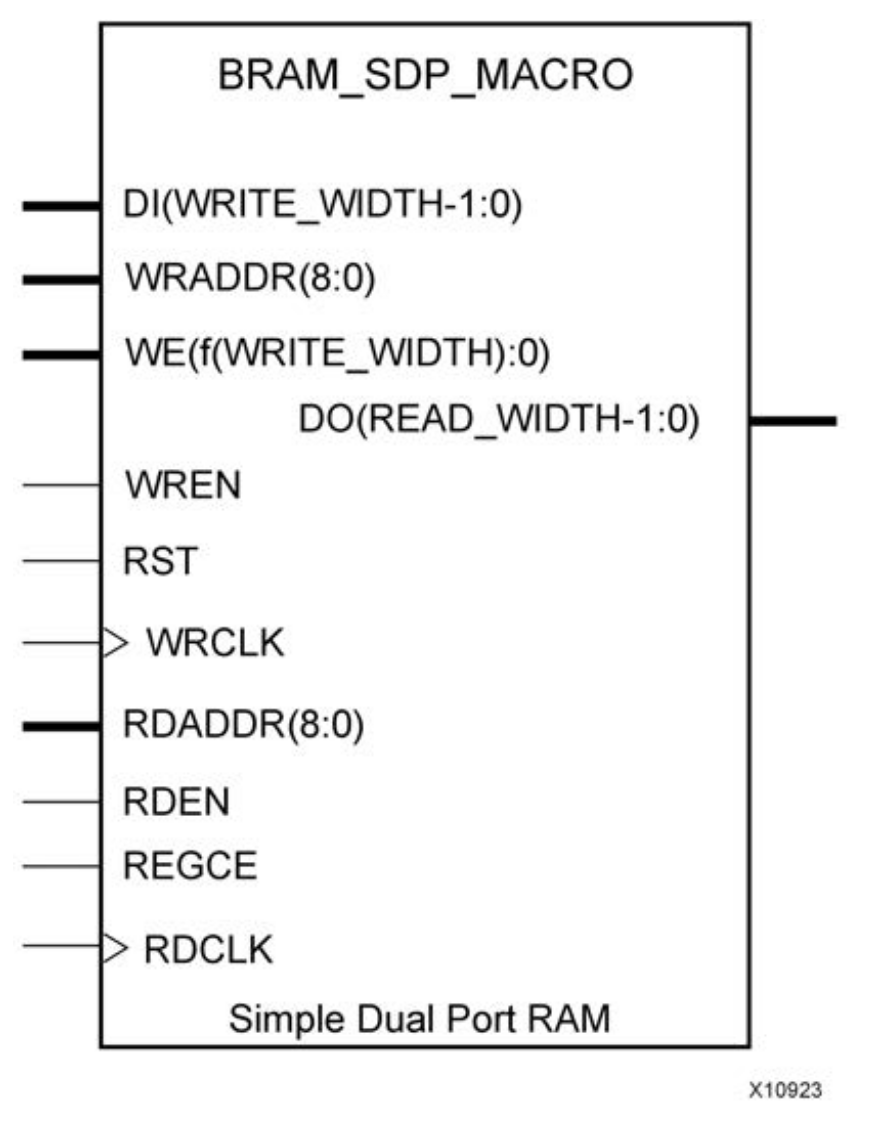 BRAM_SDP_MACRO
DI(WRITE_WIDTH-1:0)
WRADDR(8:0)
WE(f(WRITE_WIDTH):0)
DO(READ_WIDTH-1:0)
WREN
RST
WRCLK
RDADDR(8:0)
RDEN
REGCE
RDCLK
Simple Dual Port RAM
X10923